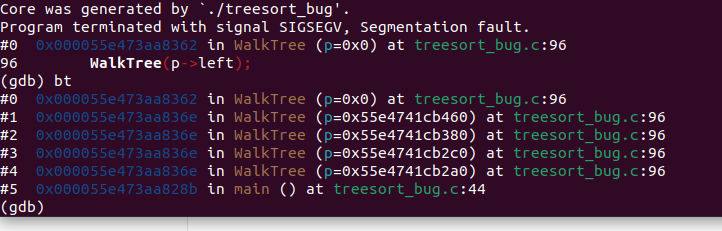 Core was generated by `./treesort_bug'.
Program terminated with signal SIGSEGV, Segmentation fault.
#0  0x000055e473aa8362 in WalkTree (p=0x0) at treesort_bug.c:96
96	    WalkTree(p->left);
(gdb) bt
#0  0x000055e473aa8362 in WalkTree (p=0x0) at treesort_bug.c:96
#1  0x000055e473aa836e in WalkTree (p=0x55e4741cb460) at treesort_bug.c:96
#2  0x000055e473aa836e in WalkTree (p=0x55e4741cb380) at treesort_bug.c:96
#3  0x000055e473aa836e in WalkTree (p=0x55e4741cb2c0) at treesort_bug.c:96
#4  0x000055e473aa836e in WalkTree (p=0x55e4741cb2a0) at treesort_bug.c:96
#5  0x000055e473aa828b in main () at treesort_bug.c:44
(gdb)